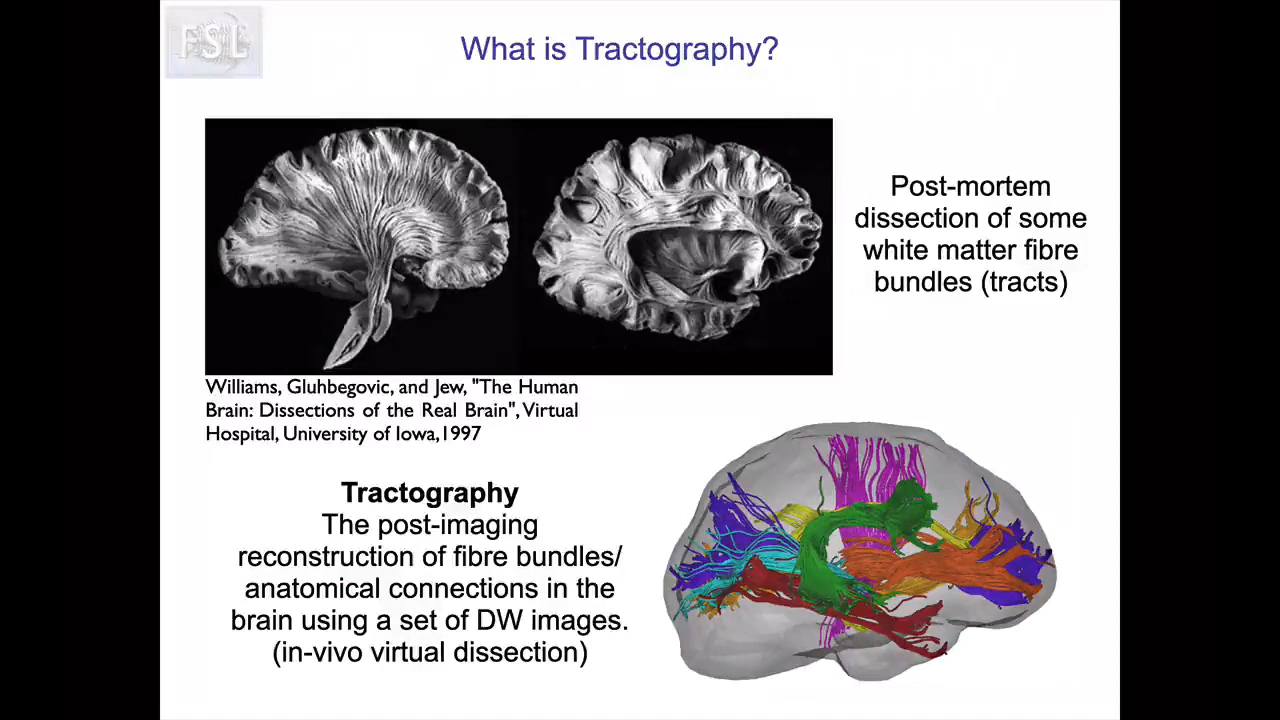 FSL
What is Tractography?
Post-mortem
dissection of some
white matter fibre
bundles (tracts)
Williams, Gluhbegovic, and Jew, "The Human
Brain: Dissections of the Real Brain", Virtual
Hospital, University of Iowa,1997
Tractography
The post-imaging
reconstruction of fibre bundles/
anatomical connections in the
brain using a set of DW images.
(in-vivo virtual dissection)